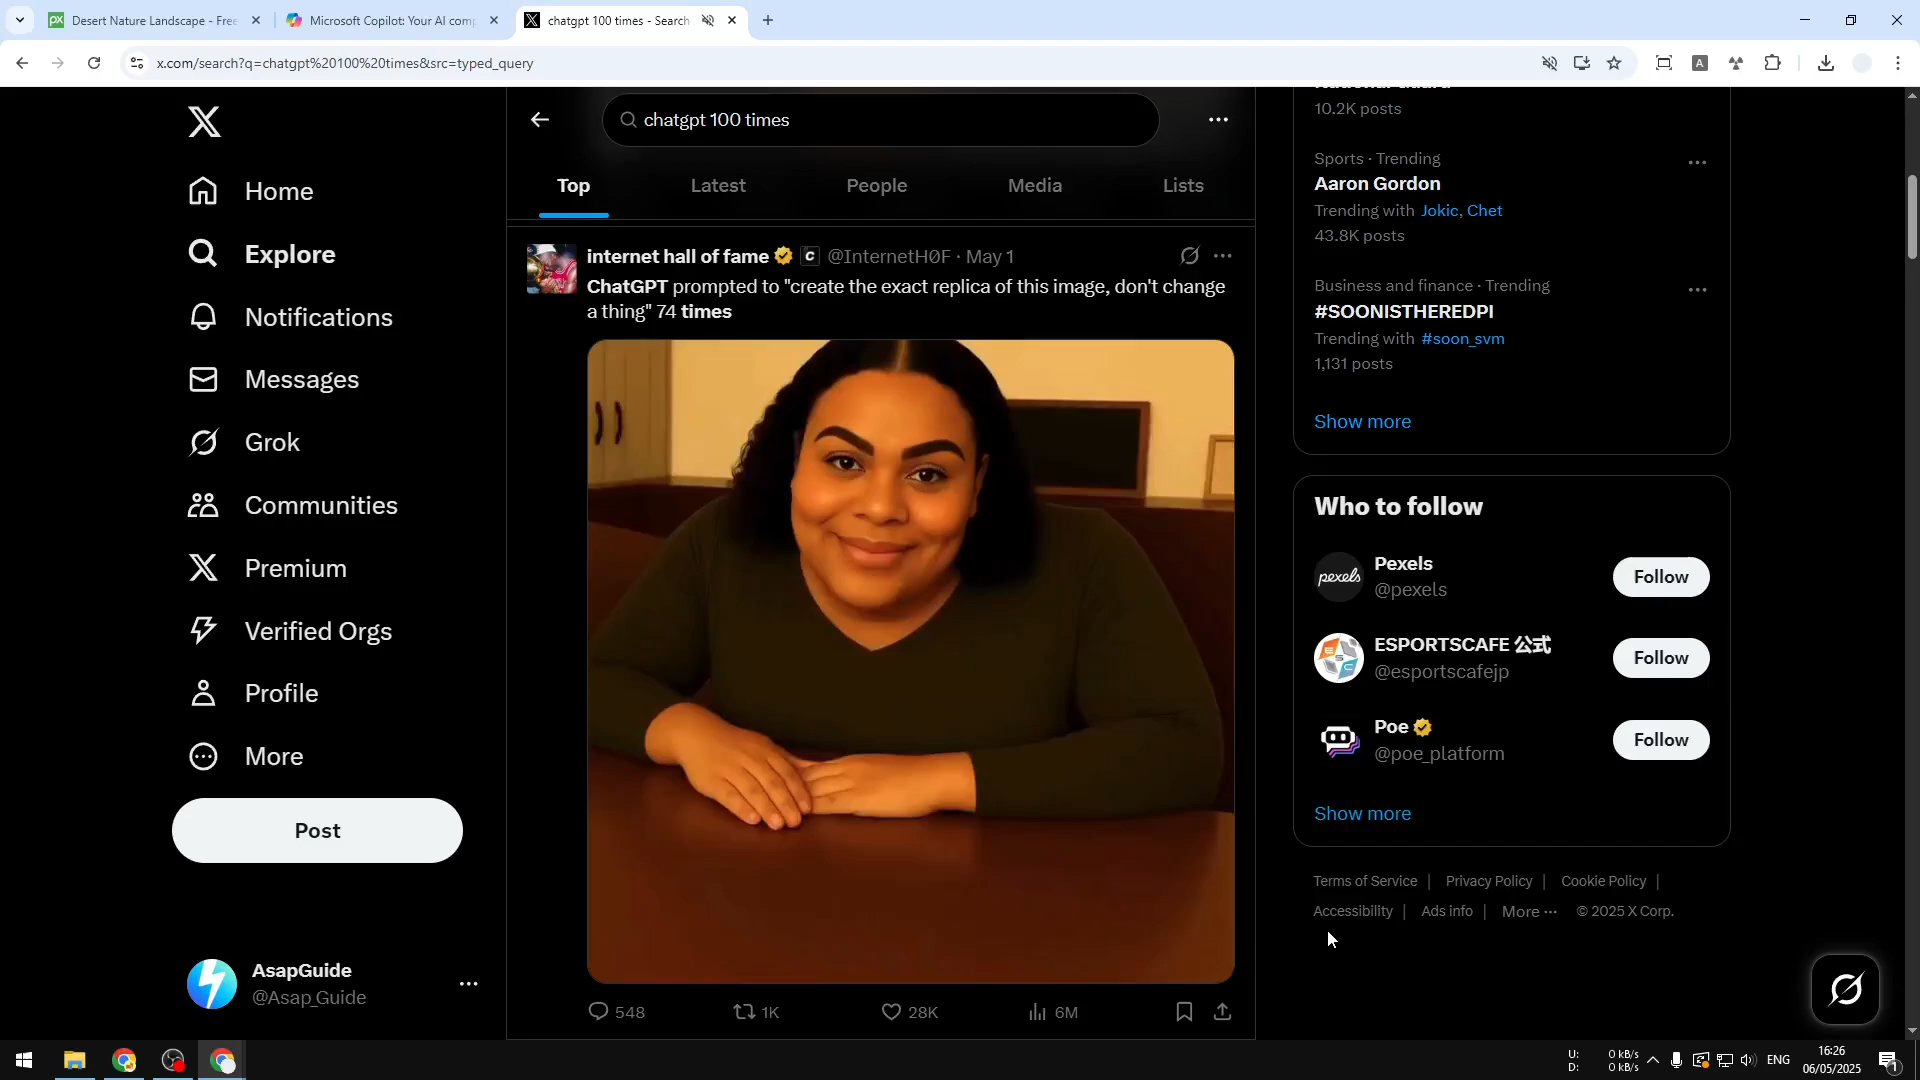 Desert Nature Landscape - Free
Microsoft Copilot: Your AI comp
chatgpt 100 times - Search
x.com/search?q=chatgpt%20100%20times&src=typed_query
A
Home
Explore
Notifications
Messages
Grok
Communities
Premium
Verified Orgs
Profile
More
Post
AsapGuide
@Asap_Guide
chatgpt 100 times
Top
Latest
People
Media
Lists
internet hall of fame @InternetH0F · May 1
ChatGPT prompted to "create the exact replica of this image, don't change
a thing" 74 times
548
1K
28K
6M
10.2K posts
Sports · Trending
Aaron Gordon
Trending with Jokic, Chet
43.8K posts
Business and finance · Trending
#SOONISTHEREDPI
Trending with #soon_svm
1,131 posts
Show more
Who to follow
pexels
Pexels
@pexels
Follow
ESPORTSCAFE 公式
@esportscafejp
Follow
Poe
@poe_platform
Follow
Show more
Terms of Service | Privacy Policy | Cookie Policy |
Accessibility | Ads info | More ··· © 2025 X Corp.
U: 0 kB/s
D: 0 kB/s
ENG
16:26
06/05/2025
1